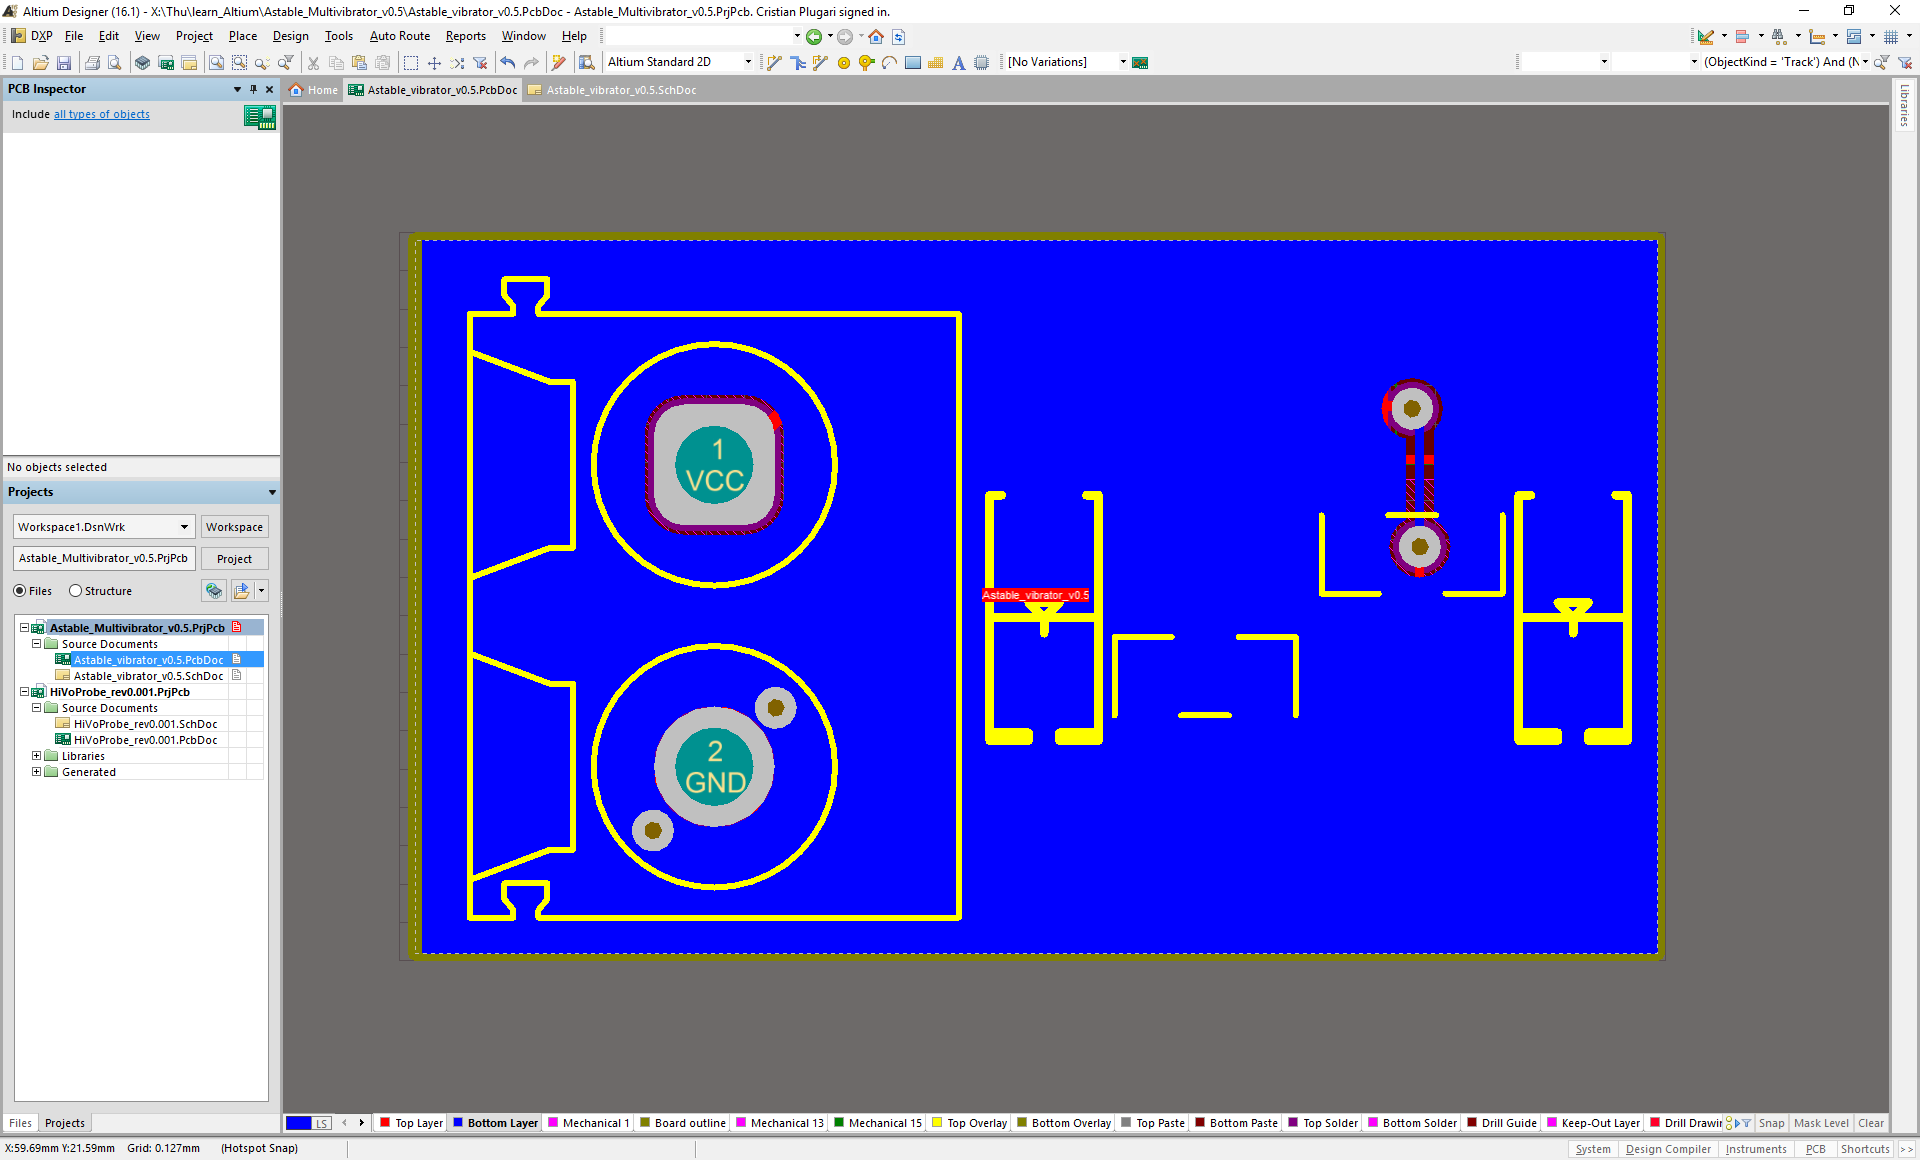 Altium Designer (16.1) - X:\Thu\learn_Altium\Astable_Multivibrator_v0.5\Astable_vibrator_v0.5.PcbDoc - Astable_Multivibrator_v0.5.PrjPcb. Cristian Plugari signed in.
DXP File Edit View Project Place Design Tools Auto Route Reports Window Help
Altium Standard 2D [No Variations] (ObjectKind = 'Track') And (N
PCB Inspector
Home Astable_vibrator_v0.5.PcbDoc Astable_vibrator_v0.5.SchDoc
Include all types of objects
Libraries
1
VCC
No objects selected
Projects
Workspace1.DsnWrk Workspace
Astable_Multivibrator_v0.5.PrjPcb Project
Files Structure
Astable_vibrator_v0.5
Astable_Multivibrator_v0.5.PrjPcb
Source Documents
Astable_vibrator_v0.5.PcbDoc
Astable_vibrator_v0.5.SchDoc
HiVoProbe_rev0.001.PrjPcb
Source Documents
HiVoProbe_rev0.001.SchDoc
HiVoProbe_rev0.001.PcbDoc
Libraries
Generated
2
GND
Files Projects
LS Top Layer Bottom Layer Mechanical 1 Board outline Mechanical 13 Mechanical 15 Top Overlay Bottom Overlay Top Paste Bottom Paste Top Solder Bottom Solder Drill Guide Keep-Out Layer Drill Drawin Snap Mask Level Clear
X:59.69mm Y:21.59mm Grid: 0.127mm (Hotspot Snap) System Design Compiler Instruments PCB Shortcuts >>